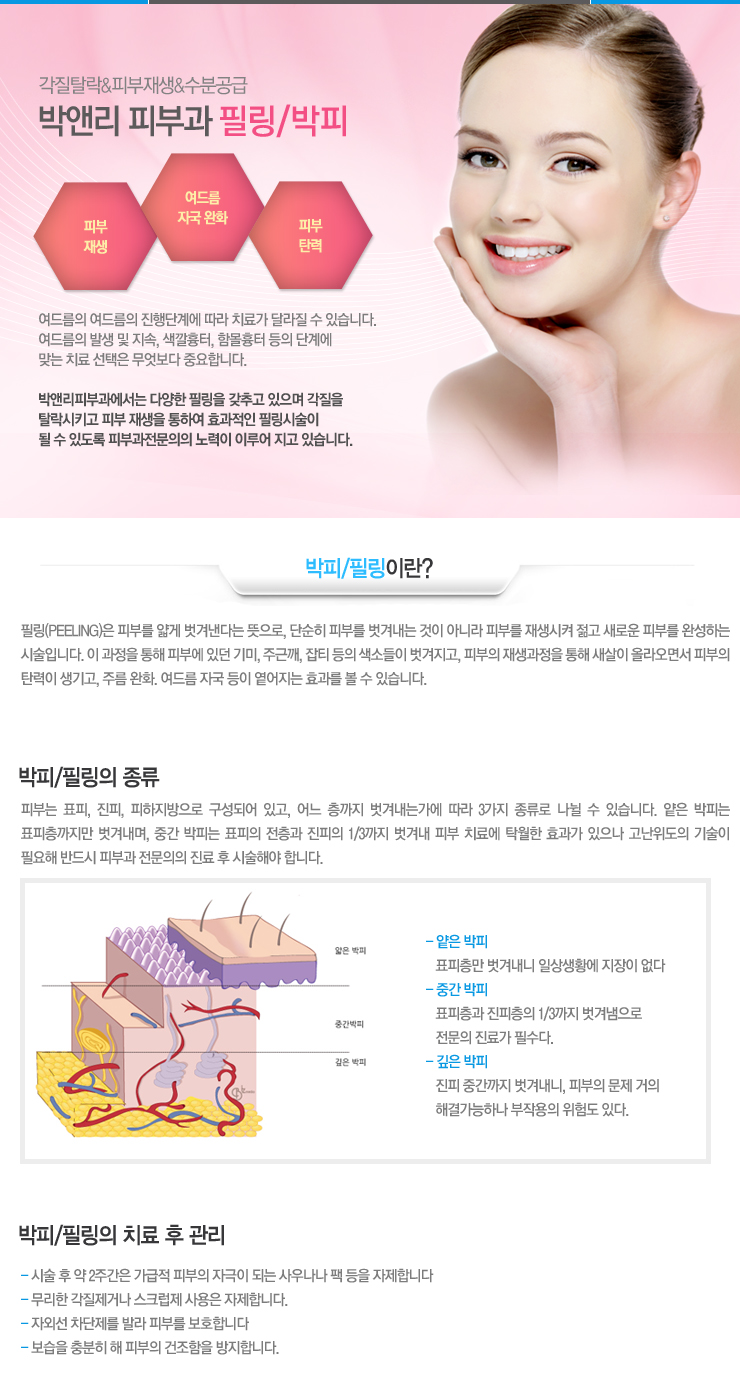 각질탈락&피부재생&수분공급
박앤리 피부과 필링/박피
피부
재생
여드름
자국 완화
피부
탄력
여드름의 여드름의 진행단계에 따라 치료가 달라질 수 있습니다.
여드름의 발생 및 지속, 색깔흉터, 함몰흉터 등의 단계에
맞는 치료 선택은 무엇보다 중요합니다.
박앤리피부과에서는 다양한 필링을 갖추고 있으며 각질을
탈락시키고 피부 재생을 통하여 효과적인 필링시술이
될 수 있도록 피부과전문의의 노력이 이루어 지고 있습니다.
박피/필링이란?
필링(PEELING)은 피부를 얇게 벗겨낸다는 뜻으로, 단순히 피부를 벗겨내는 것이 아니라 피부를 재생시켜 젊고 새로운 피부를 완성하는
시술입니다. 이 과정을 통해 피부에 있던 기미, 주근깨, 잡티 등의 색소들이 벗겨지고, 피부의 재생과정을 통해 새살이 올라오면서 피부의
탄력이 생기고, 주름 완화. 여드름 자국 등이 옅어지는 효과를 볼 수 있습니다.
박피/필링의 종류
피부는 표피, 진피, 피하지방으로 구성되어 있고, 어느 층까지 벗겨내는가에 따라 3가지 종류로 나뉠 수 있습니다. 얕은 박피는
표피층까지만 벗겨내며, 중간 박피는 표피의 전층과 진피의 1/3까지 벗겨내 피부 치료에 탁월한 효과가 있으나 고난위도의 기술이
필요해 반드시 피부과 전문의의 진료 후 시술해야 합니다.
얇은 박피
중간박피
깊은 박피
- 얕은 박피
표피층만 벗겨내니 일상생황에 지장이 없다
- 중간 박피
표피층과 진피층의 1/3까지 벗겨냄으로
전문의 진료가 필수다.
- 깊은 박피
진피 중간까지 벗겨내니, 피부의 문제 거의
해결가능하나 부작용의 위험도 있다.
박피/필링의 치료 후 관리
- 시술 후 약 2주간은 가급적 피부의 자극이 되는 사우나나 팩 등을 자제합니다
- 무리한 각질제거나 스크럽제 사용은 자제합니다.
- 자외선 차단제를 발라 피부를 보호합니다
- 보습을 충분히 해 피부의 건조함을 방지합니다.